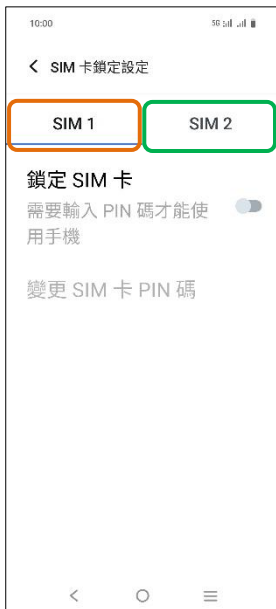 10:00
5G
SIM 卡鎖定設定
SIM 1
SIM 2
鎖定 SIM 卡
需要輸入 PIN 碼才能使
用手機
變更 SIM 卡 PIN 碼